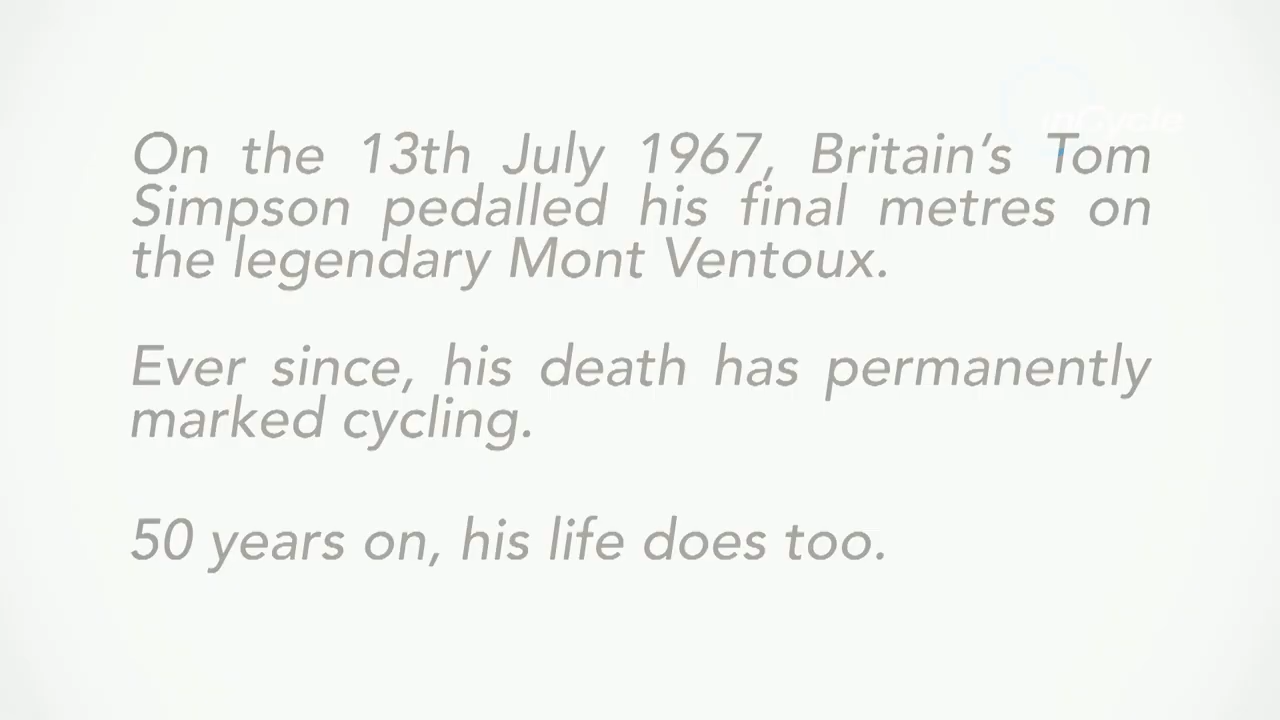 inCycle
On the 13th July 1967, Britain’s Tom
Simpson pedalled his final metres on
the legendary Mont Ventoux.
Ever since, his death has permanently
marked cycling.
50 years on, his life does too.